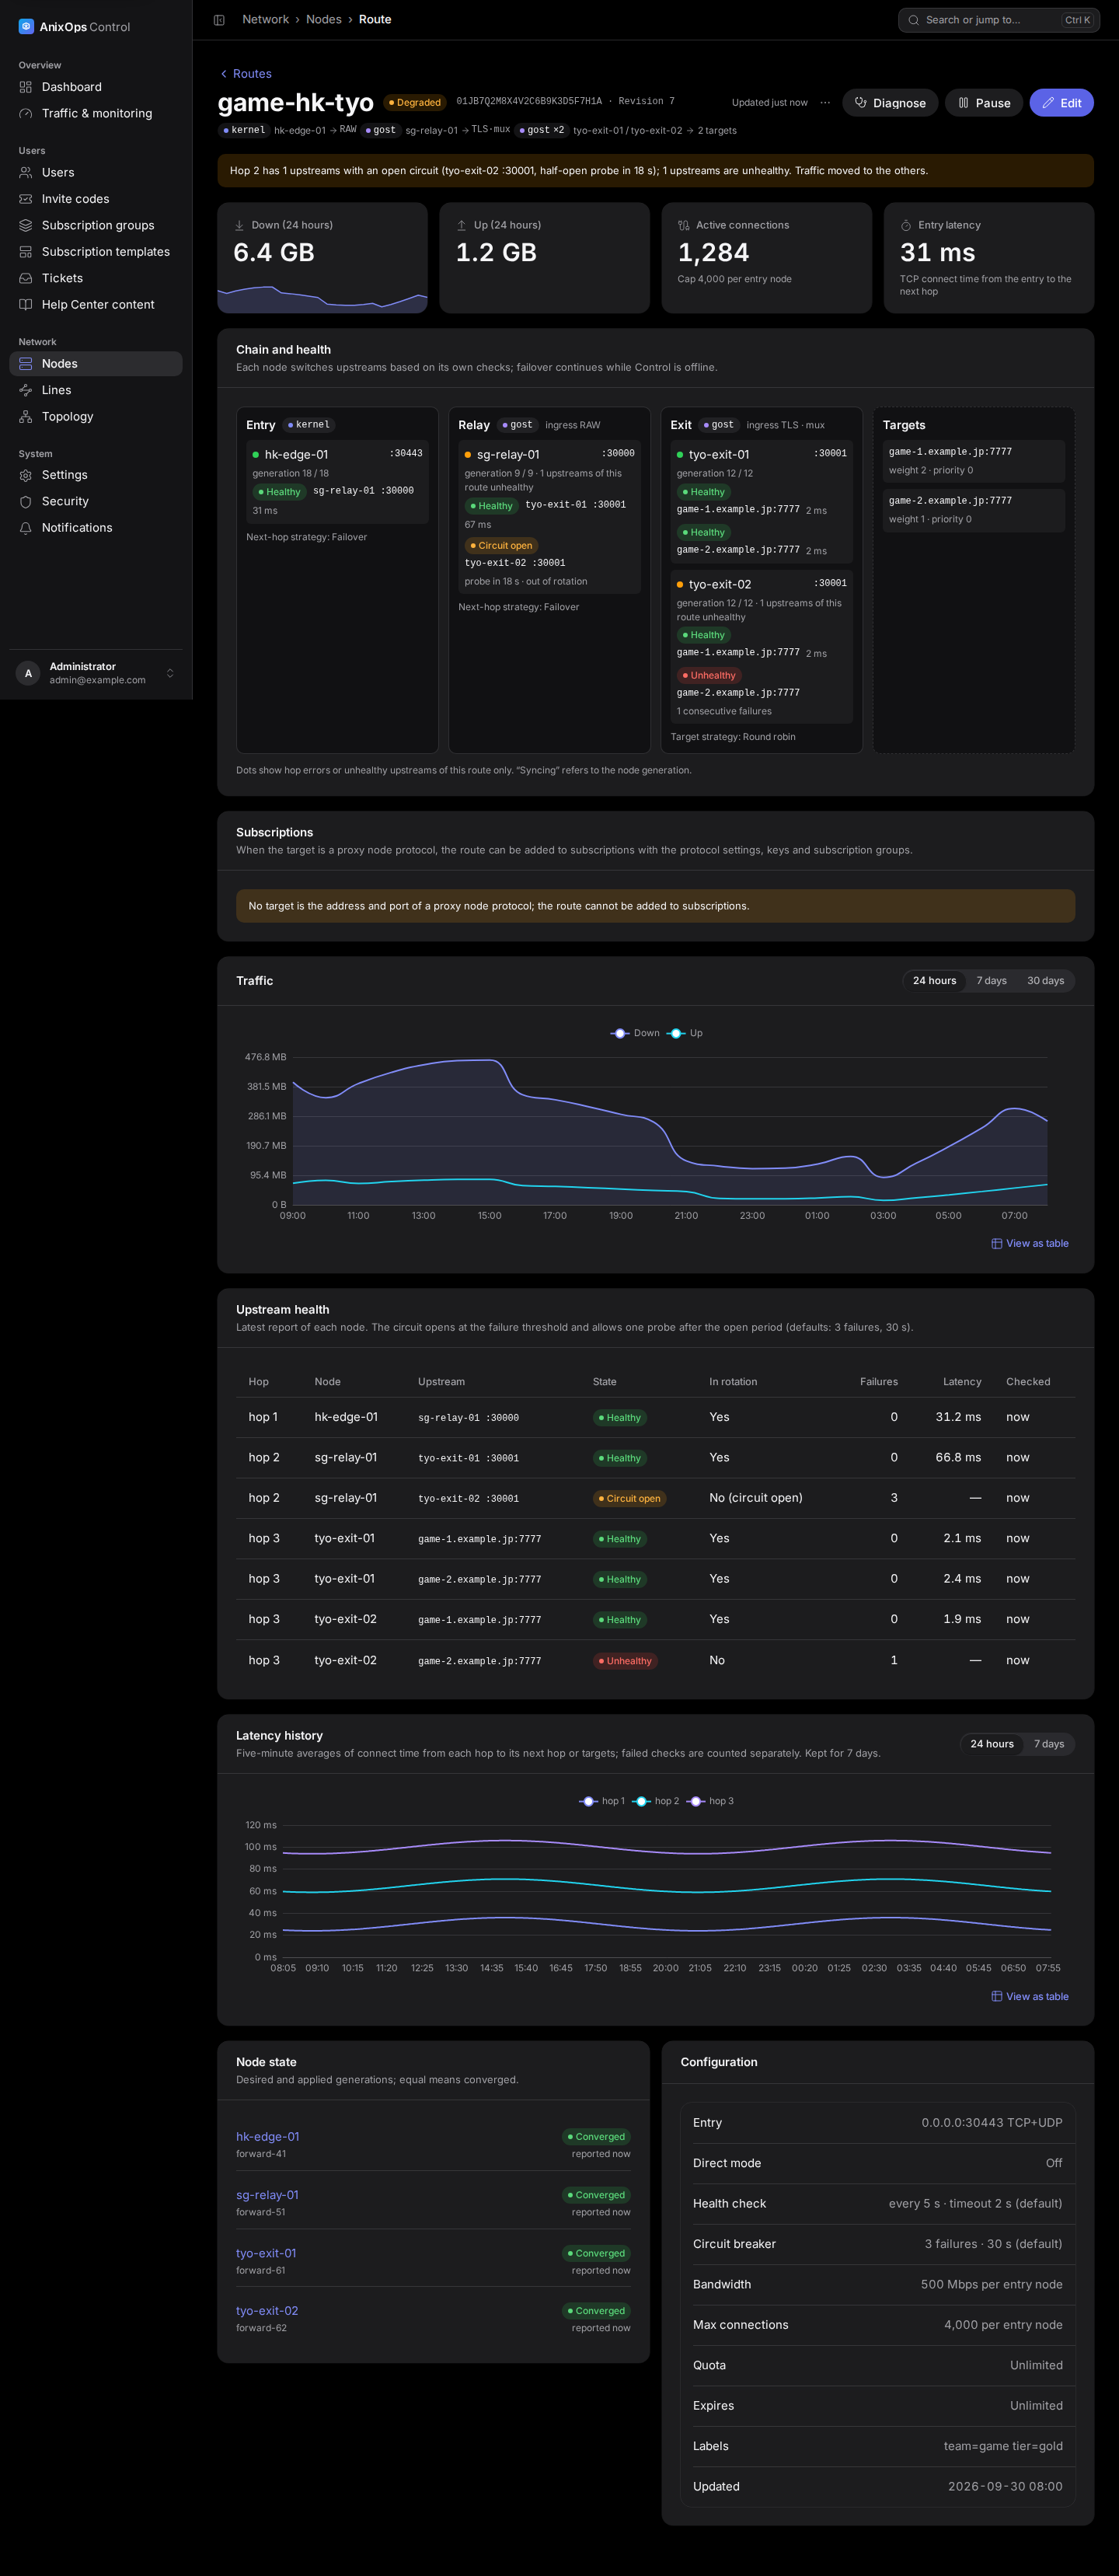 AnixOps Control
Overview
Dashboard
Traffic & monitoring
Users
Users
Invite codes
Subscription groups
Subscription templates
Tickets
Help Center content
Network
Nodes
Lines
Topology
System
Settings
Security
Notifications
A
Administrator
admin@example.com
Network › Nodes › Route
Search or jump to...
Ctrl K
Routes
game-hk-tyo
Degraded
01JB7Q2M8X4V2C6B9K3D5F7H1A · Revision 7
Updated just now
···
Diagnose
Pause
Edit
kernel hk-edge-01 → RAW gost sg-relay-01 → TLS·mux gost ×2 tyo-exit-01 / tyo-exit-02 → 2 targets
Hop 2 has 1 upstreams with an open circuit (tyo-exit-02 :30001, half-open probe in 18 s); 1 upstreams are unhealthy. Traffic moved to the others.
Down (24 hours)
6.4 GB
Up (24 hours)
1.2 GB
Active connections
1,284
Cap 4,000 per entry node
Entry latency
31 ms
TCP connect time from the entry to the
next hop
Chain and health
Each node switches upstreams based on its own checks; failover continues while Control is offline.
Entry kernel
hk-edge-01 :30443
generation 18 / 18
Healthy sg-relay-01 :30000
31 ms
Next-hop strategy: Failover
Relay gost ingress RAW
sg-relay-01 :30000
generation 9 / 9 · 1 upstreams of this
route unhealthy
Healthy tyo-exit-01 :30001
67 ms
Circuit open
tyo-exit-02 :30001
probe in 18 s · out of rotation
Next-hop strategy: Failover
Exit gost ingress TLS · mux
tyo-exit-01 :30001
generation 12 / 12
Healthy
game-1.example.jp:7777 2 ms
Healthy
game-2.example.jp:7777 2 ms
tyo-exit-02 :30001
generation 12 / 12 · 1 upstreams of this
route unhealthy
Healthy
game-1.example.jp:7777 2 ms
Unhealthy
game-2.example.jp:7777
1 consecutive failures
Target strategy: Round robin
Targets
game-1.example.jp:7777
weight 2 · priority 0
game-2.example.jp:7777
weight 1 · priority 0
Dots show hop errors or unhealthy upstreams of this route only. “Syncing” refers to the node generation.
Subscriptions
When the target is a proxy node protocol, the route can be added to subscriptions with the protocol settings, keys and subscription groups.
No target is the address and port of a proxy node protocol; the route cannot be added to subscriptions.
Traffic
24 hours 7 days 30 days
Down Up
476.8 MB
381.5 MB
286.1 MB
190.7 MB
95.4 MB
0 B
09:00 11:00 13:00 15:00 17:00 19:00 21:00 23:00 01:00 03:00 05:00 07:00
View as table
Upstream health
Latest report of each node. The circuit opens at the failure threshold and allows one probe after the open period (defaults: 3 failures, 30 s).
Hop Node Upstream State In rotation Failures Latency Checked
hop 1 hk-edge-01 sg-relay-01 :30000 Healthy Yes 0 31.2 ms now
hop 2 sg-relay-01 tyo-exit-01 :30001 Healthy Yes 0 66.8 ms now
hop 2 sg-relay-01 tyo-exit-02 :30001 Circuit open No (circuit open) 3 — now
hop 3 tyo-exit-01 game-1.example.jp:7777 Healthy Yes 0 2.1 ms now
hop 3 tyo-exit-01 game-2.example.jp:7777 Healthy Yes 0 2.4 ms now
hop 3 tyo-exit-02 game-1.example.jp:7777 Healthy Yes 0 1.9 ms now
hop 3 tyo-exit-02 game-2.example.jp:7777 Unhealthy No 1 — now
Latency history
Five-minute averages of connect time from each hop to its next hop or targets; failed checks are counted separately. Kept for 7 days.
24 hours 7 days
hop 1 hop 2 hop 3
120 ms
100 ms
80 ms
60 ms
40 ms
20 ms
0 ms
08:05 09:10 10:15 11:20 12:25 13:30 14:35 15:40 16:45 17:50 18:55 20:00 21:05 22:10 23:15 00:20 01:25 02:30 03:35 04:40 05:45 06:50 07:55
View as table
Node state
Desired and applied generations; equal means converged.
hk-edge-01 Converged
forward-41 reported now
sg-relay-01 Converged
forward-51 reported now
tyo-exit-01 Converged
forward-61 reported now
tyo-exit-02 Converged
forward-62 reported now
Configuration
Entry 0.0.0.0:30443 TCP+UDP
Direct mode Off
Health check every 5 s · timeout 2 s (default)
Circuit breaker 3 failures · 30 s (default)
Bandwidth 500 Mbps per entry node
Max connections 4,000 per entry node
Quota Unlimited
Expires Unlimited
Labels team=game tier=gold
Updated 2026-09-30 08:00